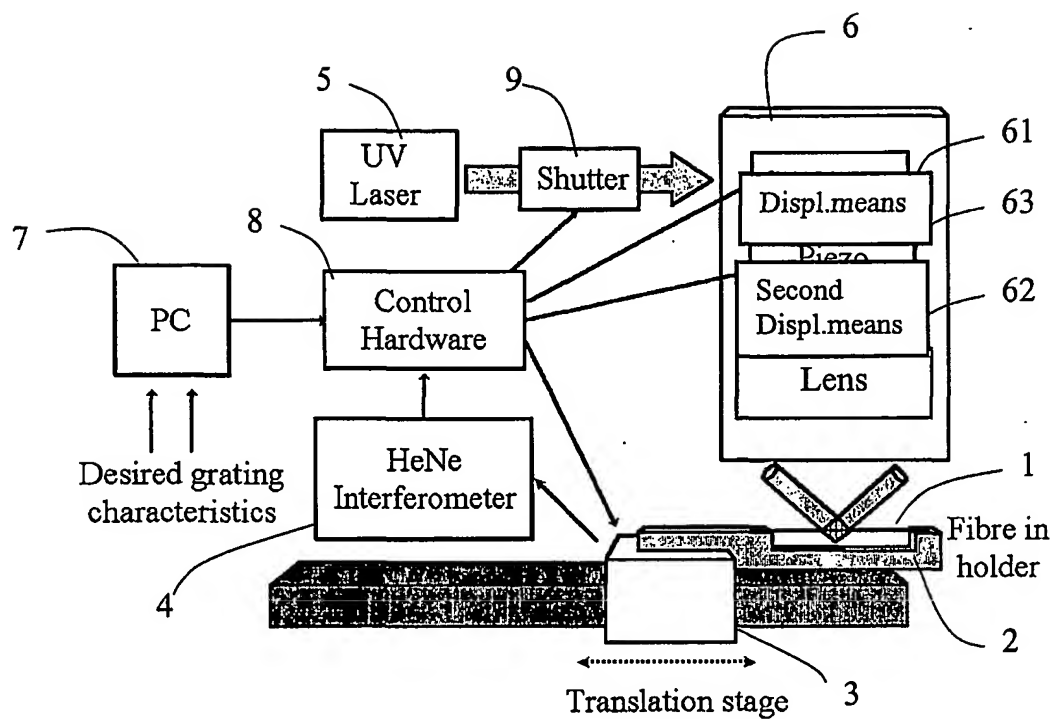 6
5
9
UV
Laser
Shutter
61
Displ.means
63
7
8
Piezo
PC
Control
Hardware
Second
Displ.means
62
Lens
Desired grating
characteristics
HeNe
Interferometer
1
Fibre in
holder
4
2
3
Translation stage